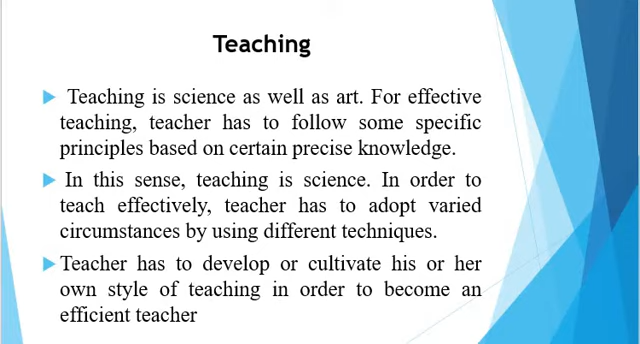 Teaching
Teaching is science as well as art. For effective
teaching, teacher has to follow some specific
principles based on certain precise knowledge.
In this sense, teaching is science. In order to
teach effectively, teacher has to adopt varied
circumstances by using different techniques.
Teacher has to develop or cultivate his or her
own style of teaching in order to become an
efficient teacher